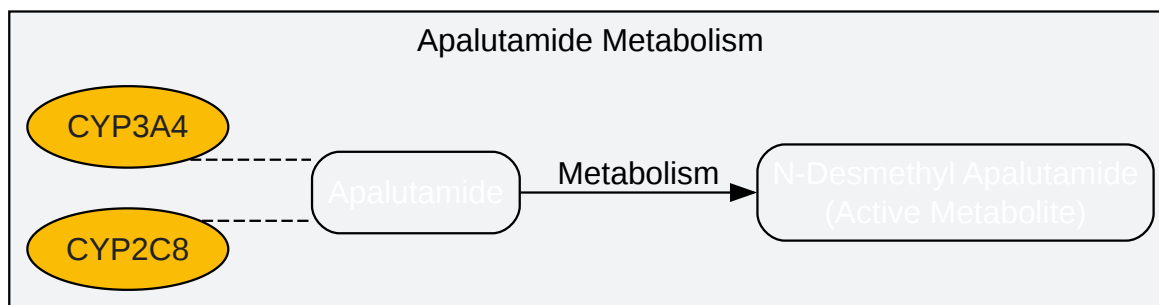 Apalutamide Metabolism
CYP3A4
CYP2C8
Apalutamide
Metabolism
N-Desmethyl Apalutamide
(Active Metabolite)